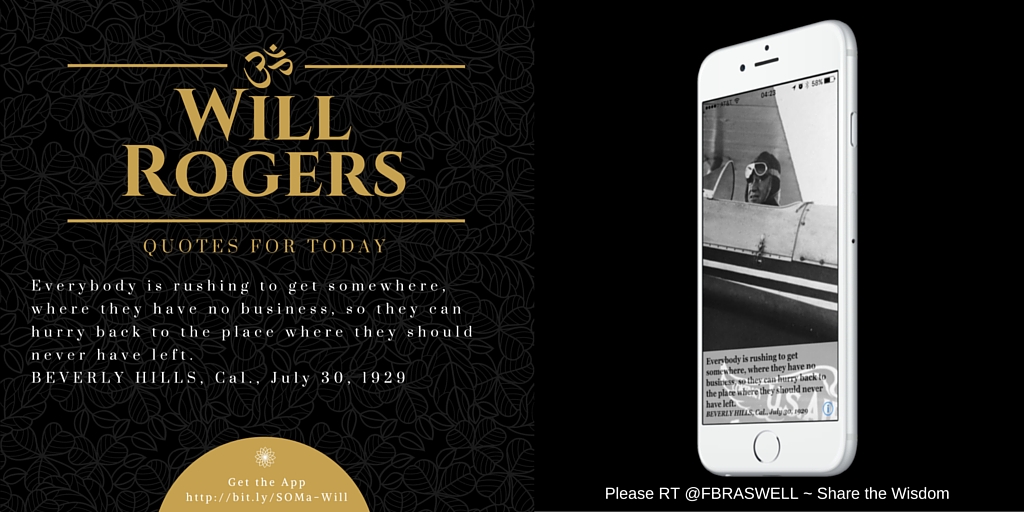 ॐ
WILL
ROGERS
QUOTES FOR TODAY
Everybody is rushing to get somewhere,
where they have no business, so they can
hurry back to the place where they should
never have left.
BEVERLY HILLS, Cal., July 30, 1929
Get the App
http://bit.ly/SOMa-Will
AT&T 04:23 58%
Everybody is rushing to get
somewhere, where they have no
business, so they can hurry back to
the place where they should never
have left.
BEVERLY HILLS, Cal., July 30, 1929
USA
Please RT @FBRASWELL ~ Share the Wisdom